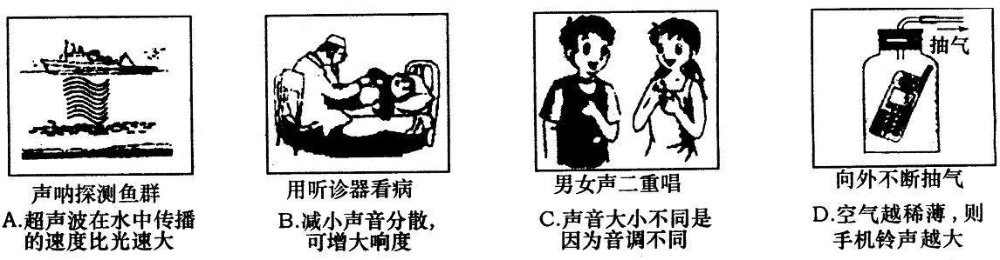 抽气
声呐探测鱼群
A.超声波在水中传播
的速度比光速大
用听诊器看病
B.减小声音分散,
可增大响度
男女声二重唱
C.声音大小不同是
因为音调不同
向外不断抽气
D.空气越稀薄,则
手机铃声越大